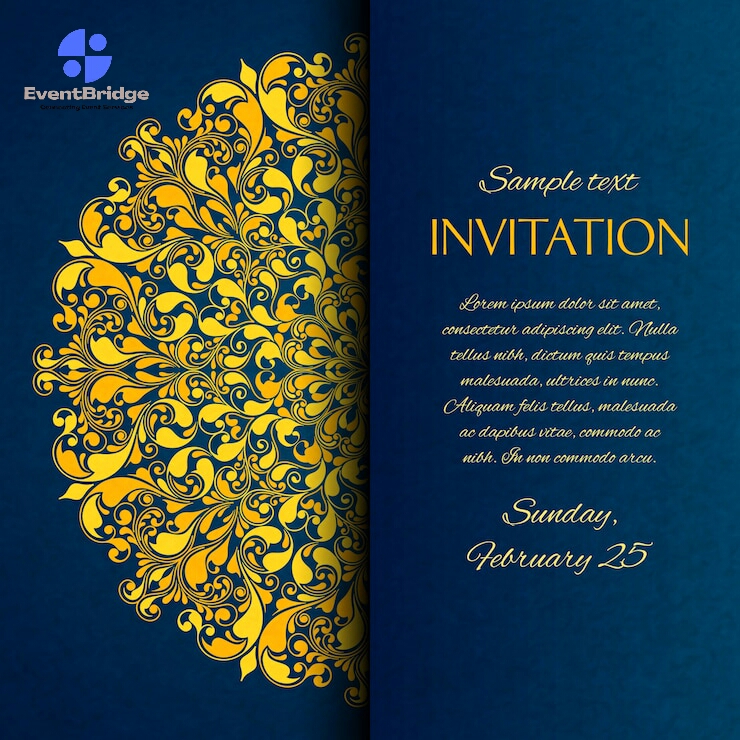 EventBridge
Sample text
INVITATION
Lorem ipsum dolor sit amet,
consectetur adipiscing elit. Nulla
tellus nibh, dictum quis tempus
malesuada, ultrices in nunc.
Aliquam felis tellus, malesuada
ac dapibus vitae, commodo ac
nibh. In non commodo arcu.
Sunday,
February 25